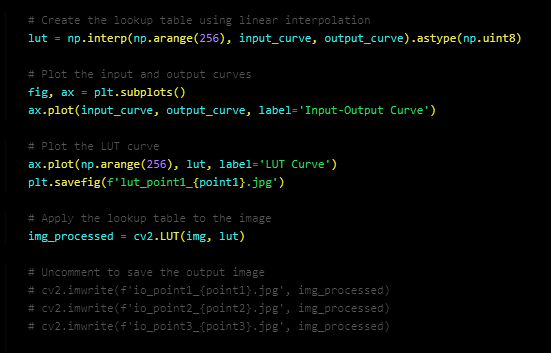 # Create the lookup table using linear interpolation
lut = np.interp(np.arange(256), input_curve, output_curve).astype(np.uint8)
# Plot the input and output curves
fig, ax = plt.subplots()
ax.plot(input_curve, output_curve, label='Input-Output Curve')
# Plot the LUT curve
ax.plot(np.arange(256), lut, label='LUT Curve')
plt.savefig(f'lut_point1_{point1}.jpg')
# Apply the lookup table to the image
img_processed = cv2.LUT(img, lut)
# Uncomment to save the output image
# cv2.imwrite(f'io_point1_{point1}.jpg', img_processed)
# cv2.imwrite(f'io_point2_{point2}.jpg', img_processed)
# cv2.imwrite(f'io_point3_{point3}.jpg', img_processed)